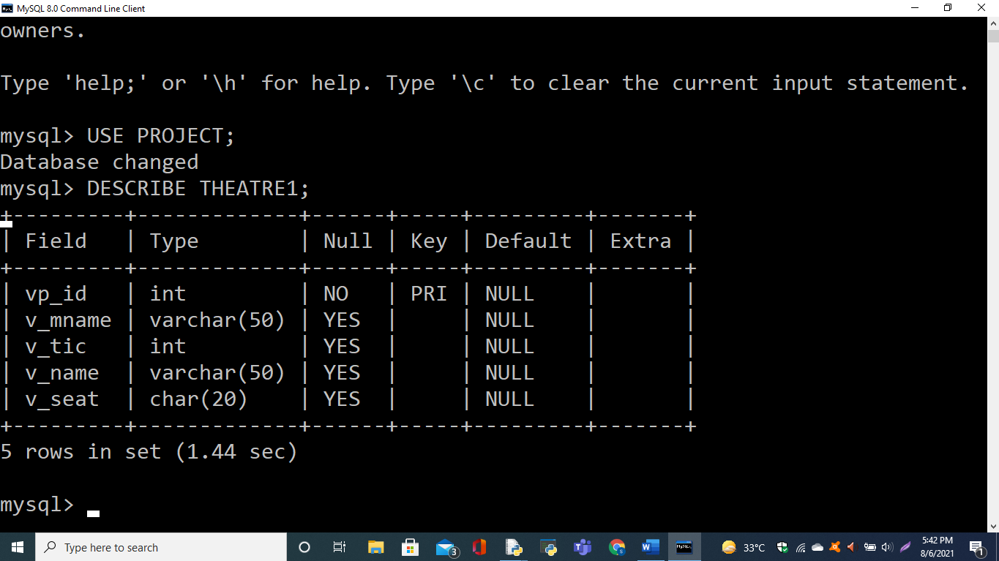 MySQL 8.0 Command Line Client
owners.
Type 'help;' or '\h' for help. Type '\c' to clear the current input statement.
mysql> USE PROJECT;
Database changed
mysql> DESCRIBE THEATRE1;
+---------+-------------+------+-----+---------+-------+
| Field   | Type        | Null | Key | Default | Extra |
+---------+-------------+------+-----+---------+-------+
| vp_id   | int         | NO   | PRI | NULL    |       |
| v_mname | varchar(50) | YES  |     | NULL    |       |
| v_tic   | int         | YES  |     | NULL    |       |
| v_name  | varchar(50) | YES  |     | NULL    |       |
| v_seat  | char(20)    | YES  |     | NULL    |       |
+---------+-------------+------+-----+---------+-------+
5 rows in set (1.44 sec)
mysql>
Type here to search
3
33°C
5:42 PM
8/6/2021
1